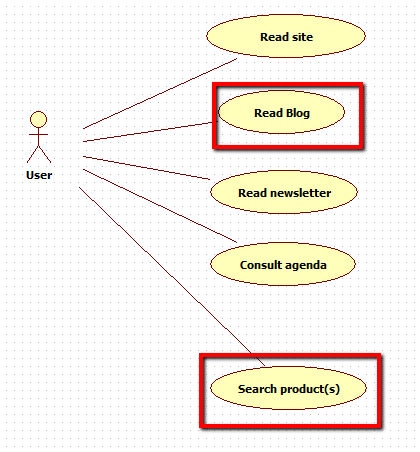 Read site
Read Blog
User
Read newsletter
Consult agenda
Search product(s)